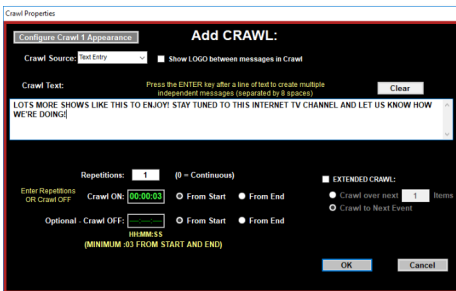 Crawl Properties
Configure Crawl 1 Appearance
Add CRAWL:
Crawl Source: Text Entry
Show LOGO between messages in Crawl
Crawl Text:
Press the ENTER key after a line of text to create multiple
independent messages (separated by 8 spaces)
Clear
LOTS MORE SHOWS LIKE THIS TO ENJOY! STAY TUNED TO THIS INTERNET TV CHANNEL AND LET US KNOW HOW
WE'RE DOING!
Repetitions: 1 (0 = Continuous)
EXTENDED CRAWL:
Enter Repetitions
OR Crawl OFF
Crawl ON: 00:00:03 From Start From End
Crawl over next 1 Items
Crawl to Next Event
Optional - Crawl OFF: --:--:-- From Start From End
HH:MM:SS
(MINIMUM :03 FROM START AND END)
OK
Cancel